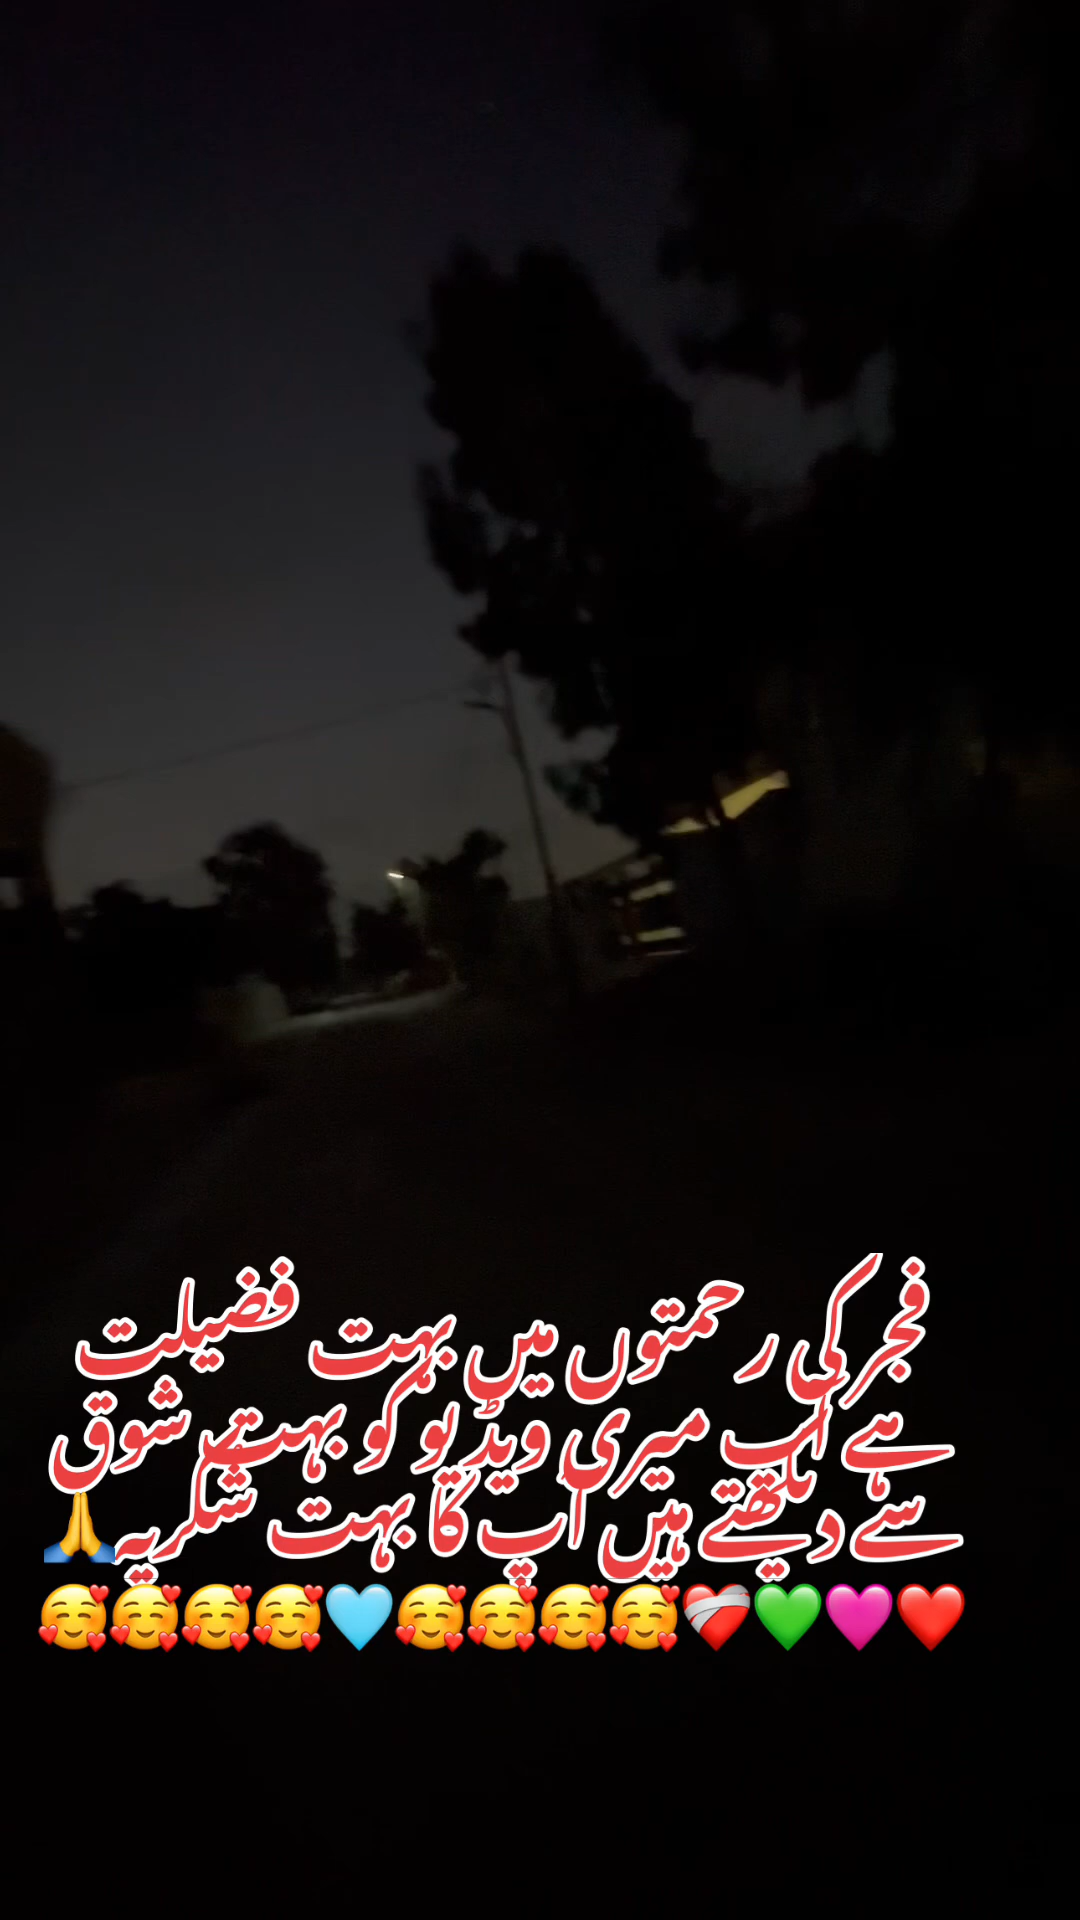 فجر کی رحمتوں میں بہت فضیلت
ہے آپ میری ویڈیو کو بہت شوق
سے دیکھتے ہیں آپ کا بہت شکریہ🙏
❤️🩷💚❤️‍🩹🥰🥰🥰🥰🩵🥰🥰🥰🥰